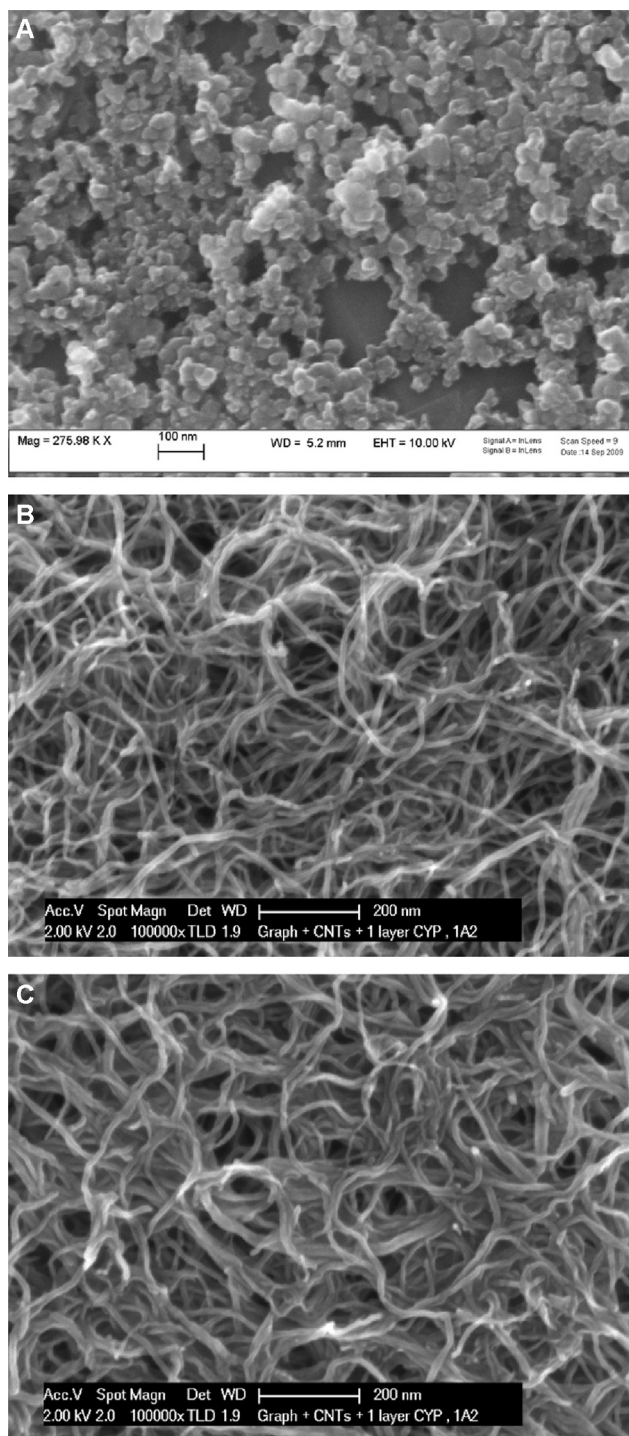 A
Mag = 275.98 K X
100 nm
WD = 5.2 mm
EHT = 10.00 kV
Signal A = InLens
Signal B = InLens
Scan Speed = 9
Date :14 Sep 2009
B
Acc.V Spot Magn Det WD 200 nm
2.00 kV 2.0 100000x TLD 1.9 Graph + CNTs + 1 layer CYP , 1A2
C
Acc.V Spot Magn Det WD 200 nm
2.00 kV 2.0 100000x TLD 1.9 Graph + CNTs + 1 layer CYP , 1A2